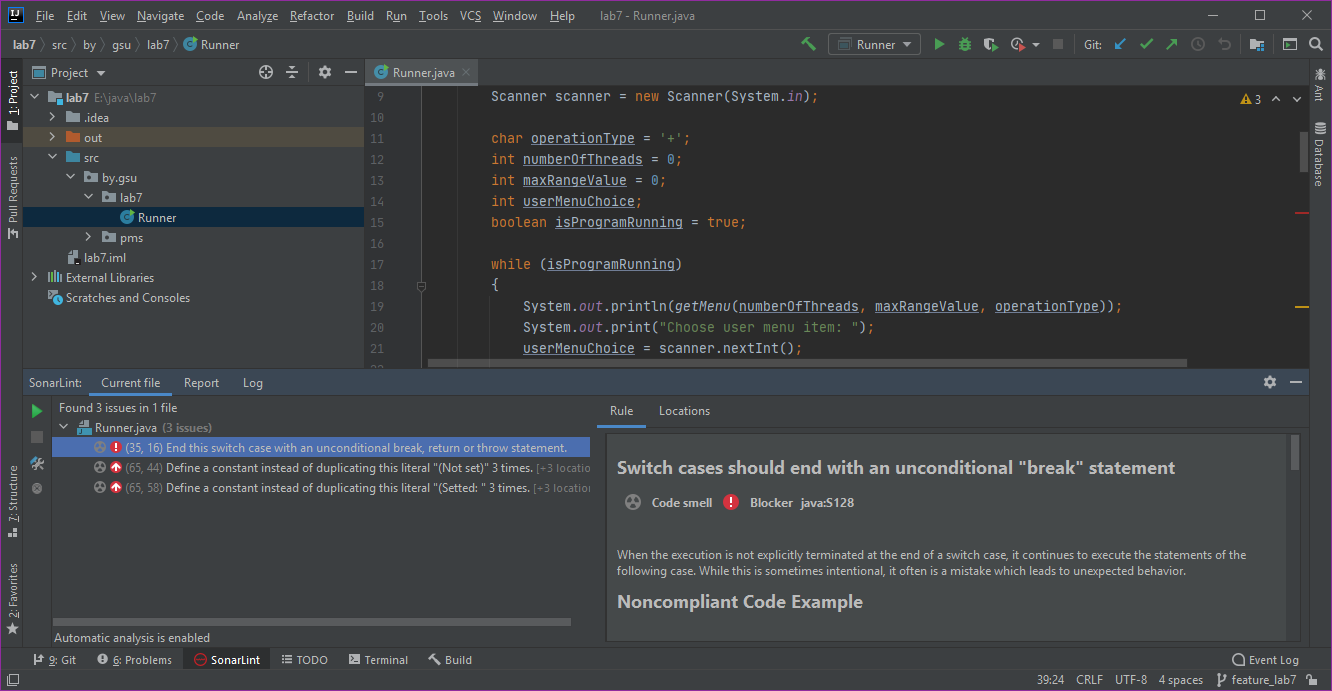 File Edit View Navigate Code Analyze Refactor Build Run Tools VCS Window Help lab7 - Runner.java
lab7 src by gsu lab7 Runner
Runner
Git:
1: Project
Pull Requests
7: Structure
2: Favorites
Project
lab7 E:\java\lab7
.idea
out
src
by.gsu
lab7
Runner
pms
lab7.iml
External Libraries
Scratches and Consoles
Runner.java
9 Scanner scanner = new Scanner(System.in);
10
11 char operationType = '+';
12 int numberOfThreads = 0;
13 int maxRangeValue = 0;
14 int userMenuChoice;
15 boolean isProgramRunning = true;
16
17 while (isProgramRunning)
18 {
19 System.out.println(getMenu(numberOfThreads, maxRangeValue, operationType));
20 System.out.print("Choose user menu item: ");
21 userMenuChoice = scanner.nextInt();
22
3
Ant
Database
SonarLint: Current file Report Log
Found 3 issues in 1 file
Runner.java (3 issues)
(35, 16) End this switch case with an unconditional break, return or throw statement.
(65, 44) Define a constant instead of duplicating this literal "(Not set)" 3 times. [+3 locatio
(65, 58) Define a constant instead of duplicating this literal "(Setted: " 3 times. [+3 location
Automatic analysis is enabled
Rule Locations
Switch cases should end with an unconditional "break" statement
Code smell Blocker java:S128
When the execution is not explicitly terminated at the end of a switch case, it continues to execute the statements of the
following case. While this is sometimes intentional, it often is a mistake which leads to unexpected behavior.
Noncompliant Code Example
9: Git 6: Problems SonarLint TODO Terminal Build Event Log
39:24 CRLF UTF-8 4 spaces feature_lab7